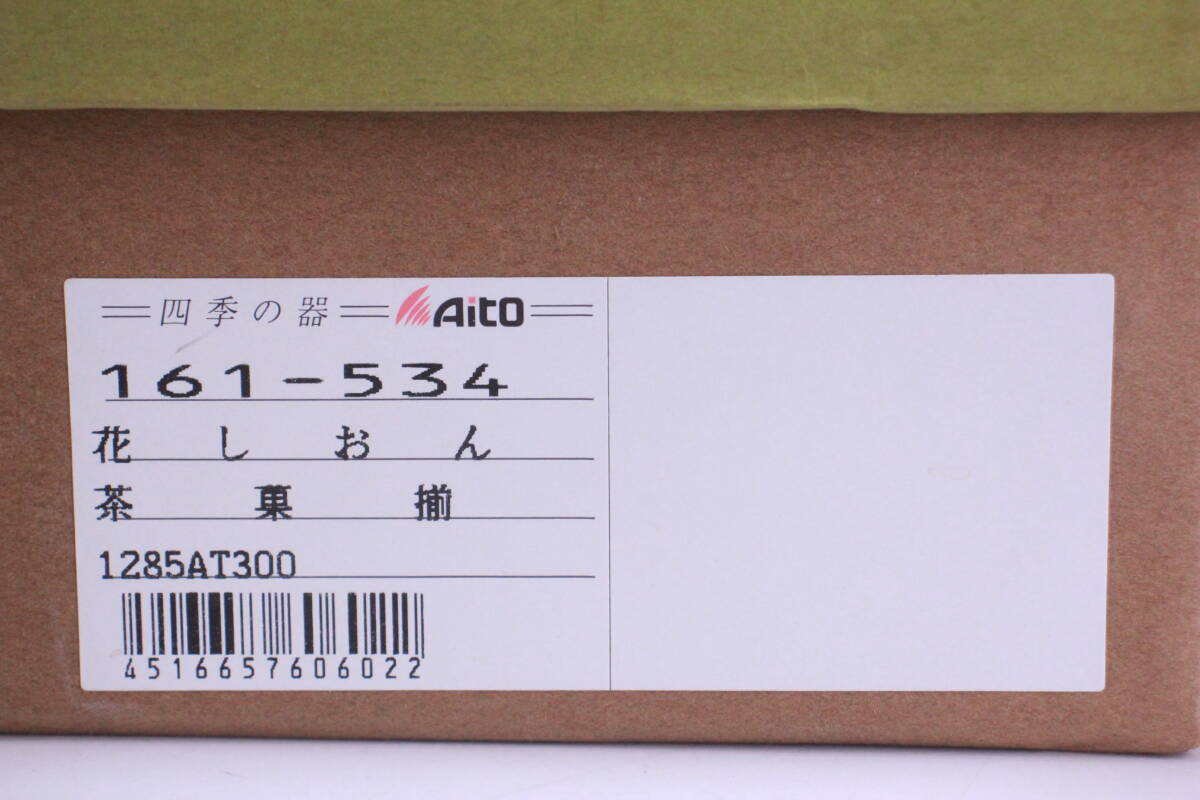 四季の器 Aito
161-534
花しおん
茶菓揃
1285AT300
4516657606022